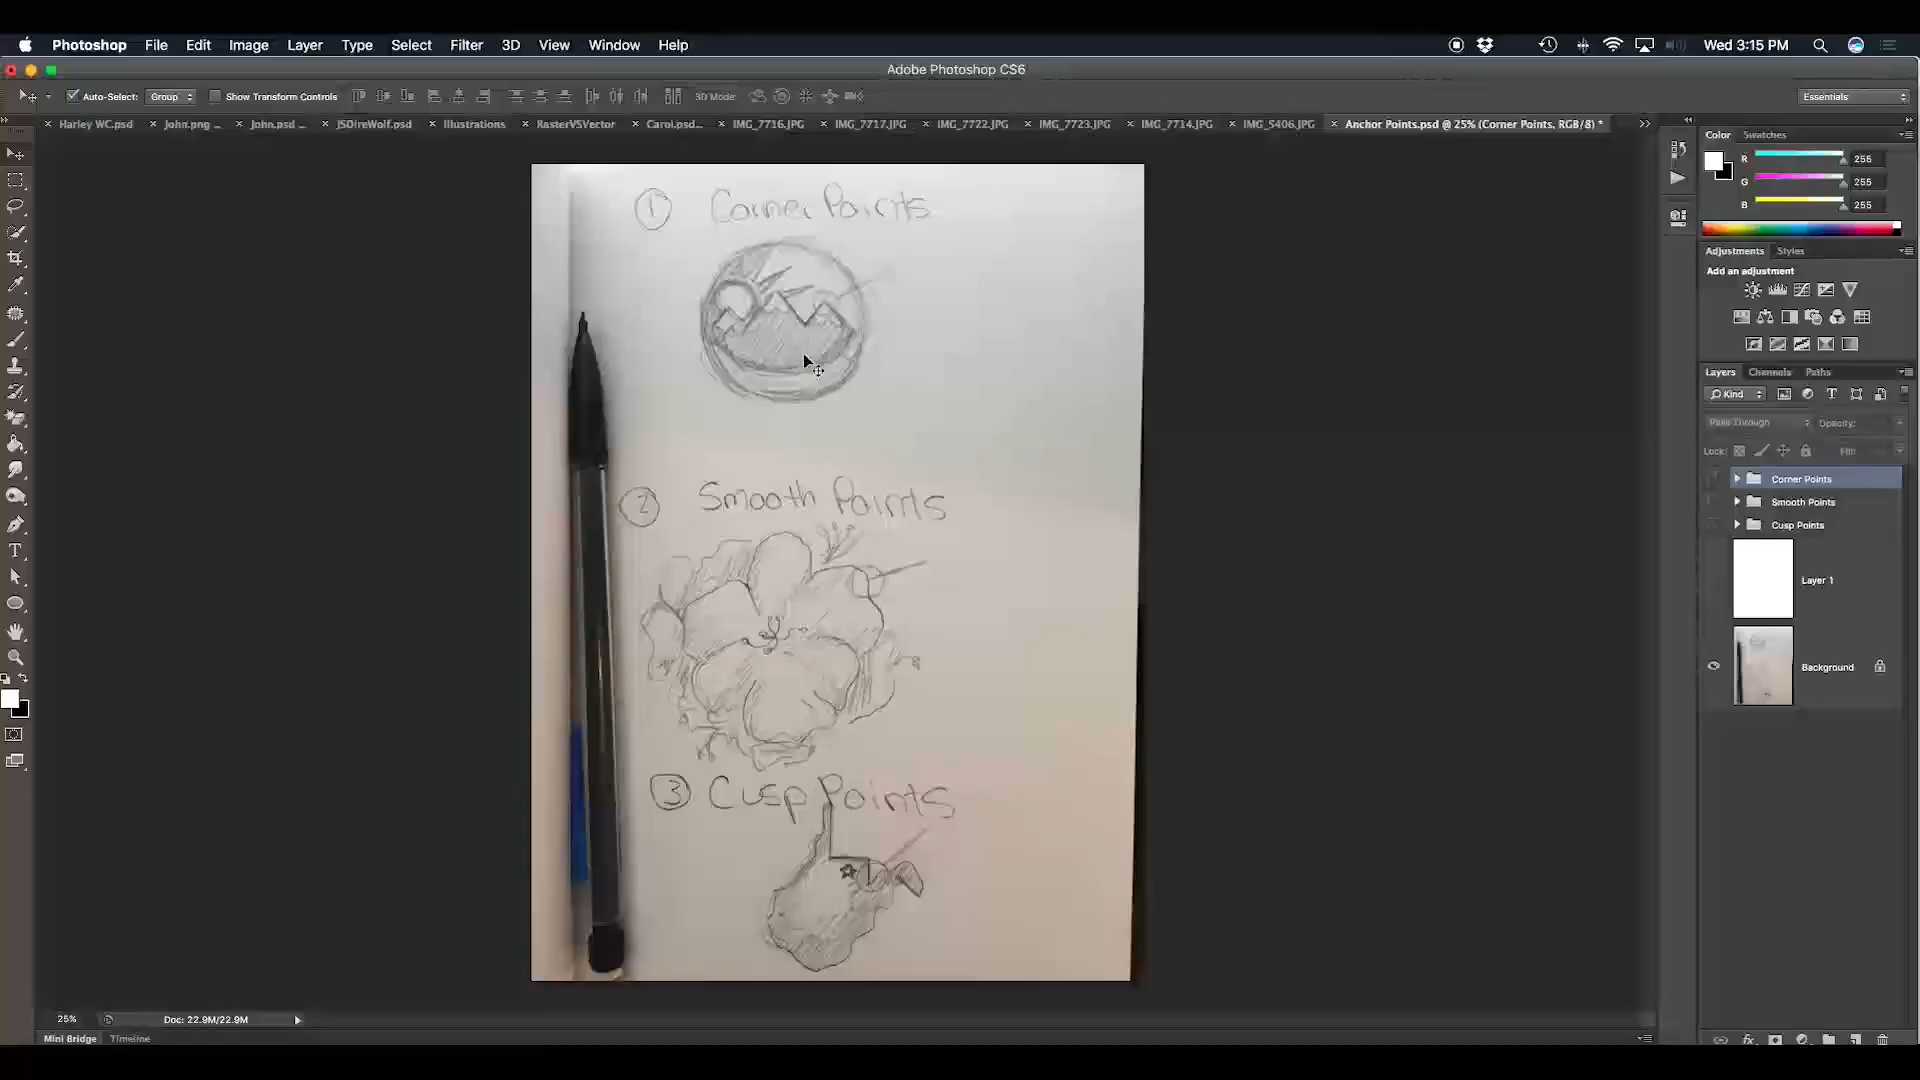 Photoshop File Edit Image Layer Type Select Filter 3D View Window Help Wed 3:15 PM
Adobe Photoshop CS6
Auto-Select: Group Show Transform Controls 3D Mode: Essentials
Harley WC.psd John.png ... John.psd ... JSDireWolf.psd Illustrations RasterVSVector Carol.psd... IMG_7716.JPG IMG_7717.JPG IMG_7722.JPG IMG_7723.JPG IMG_7714.JPG IMG_5406.JPG Anchor Points.psd @ 25% (Corner Points, RGB/8) *
Color Swatches
R 255
G 255
B 255
Adjustments Styles
Add an adjustment
Layers Channels Paths
Kind
Pass Through Opacity:
Lock: Fill:
Corner Points
Smooth Points
Cusp Points
Layer 1
Background
1 Corner Points
2 Smooth Points
3 Cusp Points
25% Doc: 22.9M/22.9M
Mini Bridge Timeline